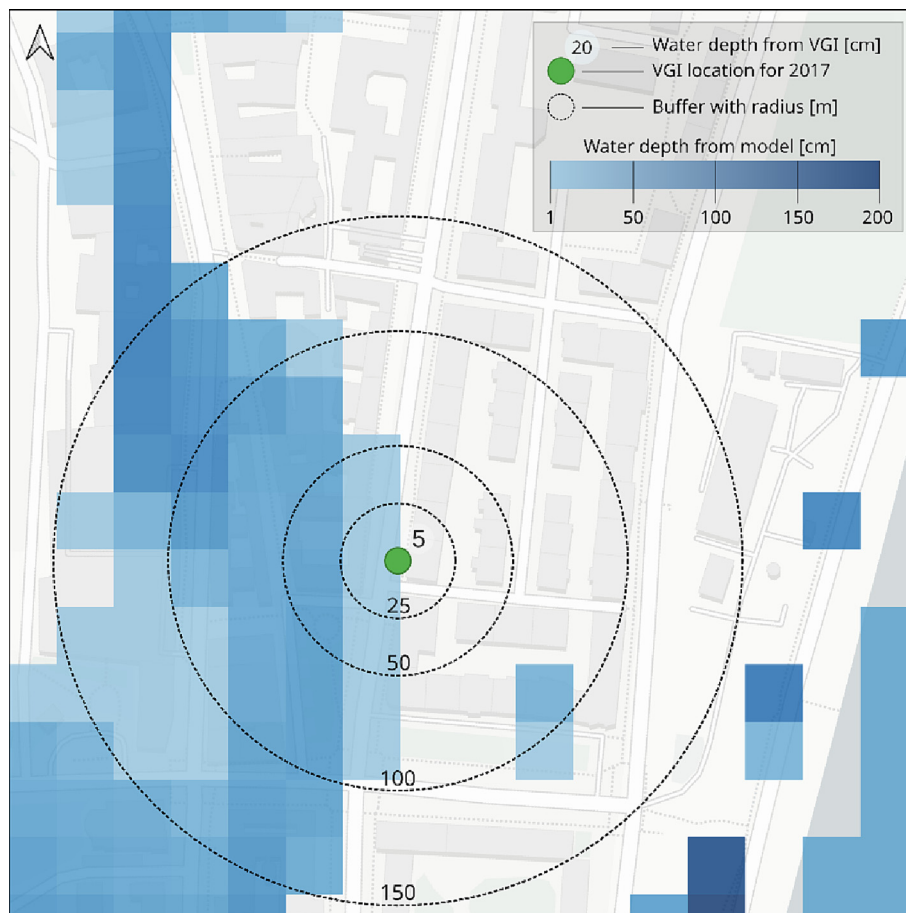 20 Water depth from VGI [cm]
VGI location for 2017
Buffer with radius [m]
Water depth from model [cm]
1 50 100 150 200
5
25
50
100
150